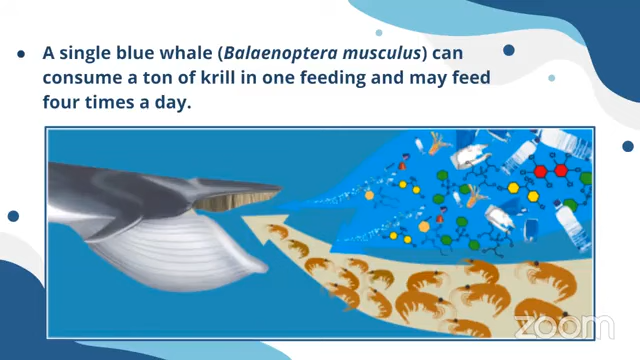 A single blue whale (Balaenoptera musculus) can
consume a ton of krill in one feeding and may feed
four times a day.
zoom